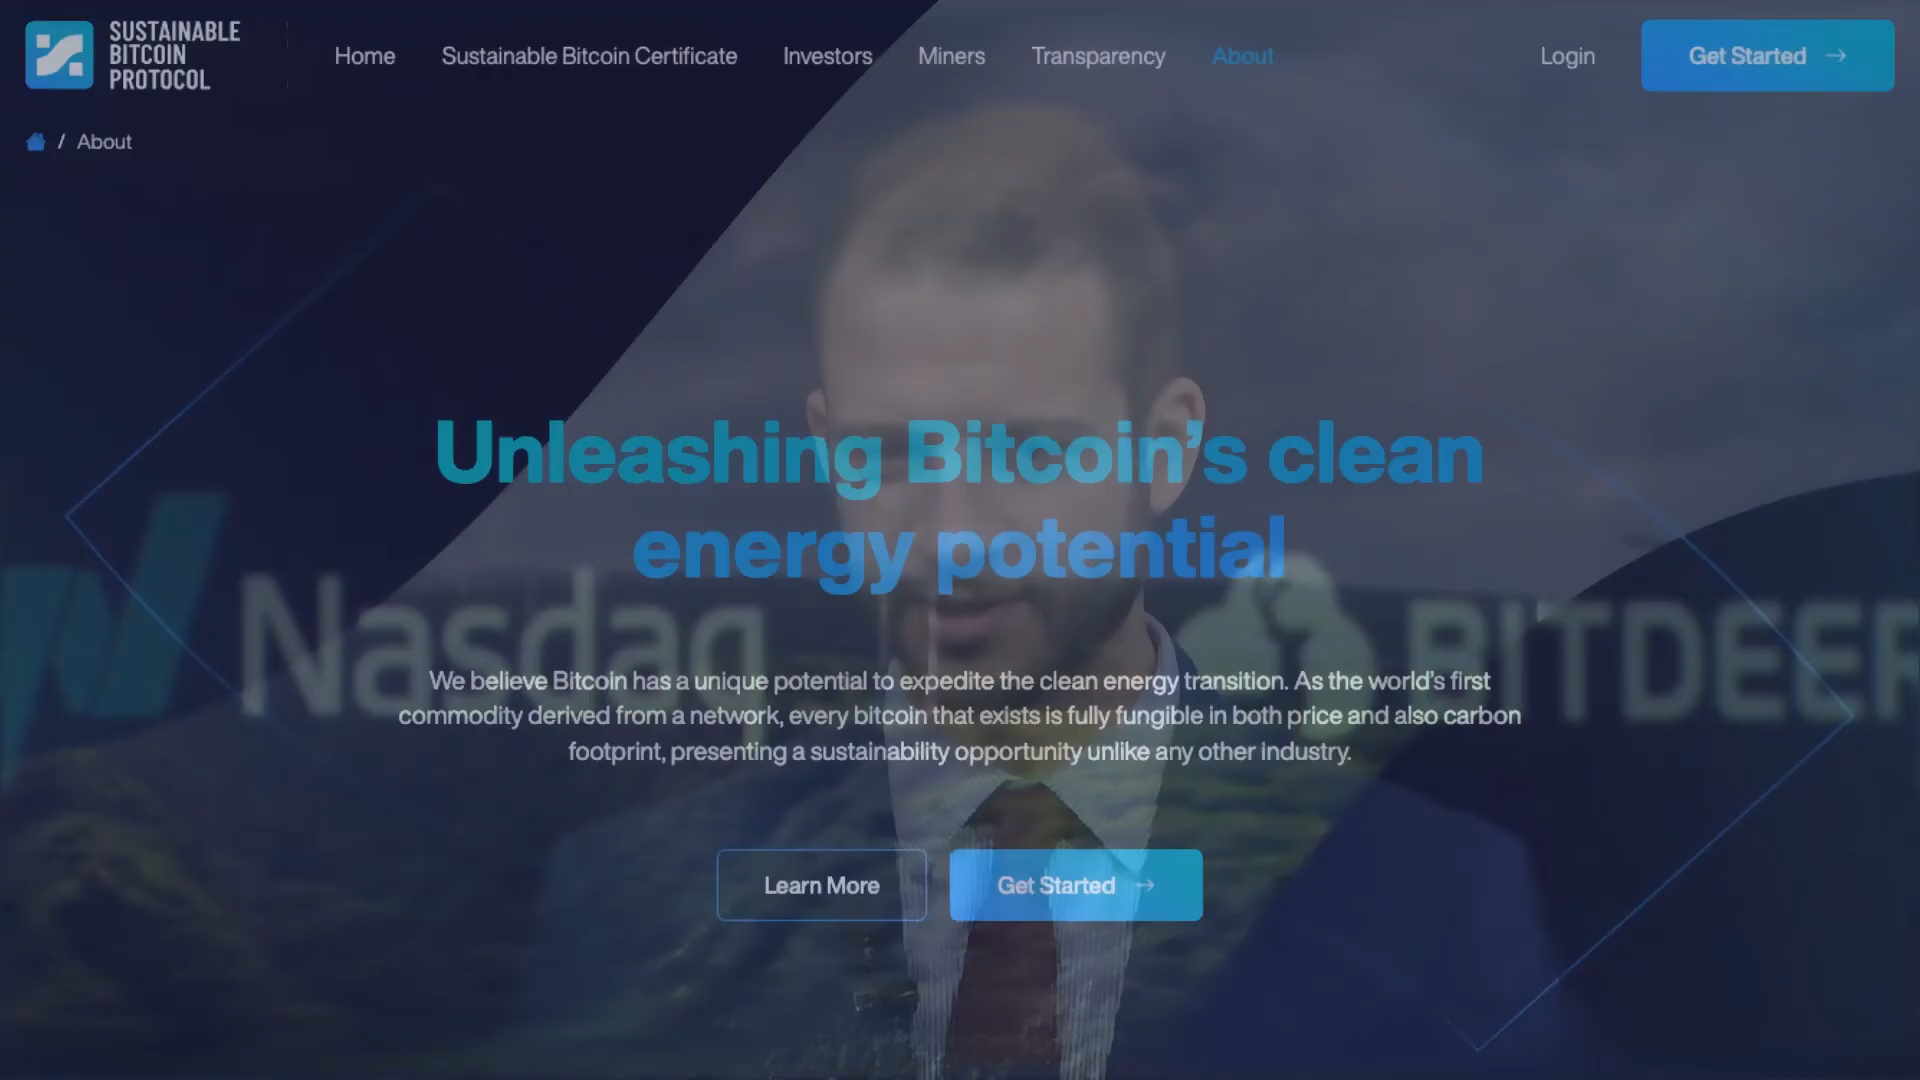 SUSTAINABLE
BITCOIN
PROTOCOL
Home Sustainable Bitcoin Certificate Investors Miners Transparency About Login Get Started →
/ About
Unleashing Bitcoin’s clean
energy potential
Nasdaq BITDEER
We believe Bitcoin has a unique potential to expedite the clean energy transition. As the world’s first
commodity derived from a network, every bitcoin that exists is fully fungible in both price and also carbon
footprint, presenting a sustainability opportunity unlike any other industry.
Learn More Get Started →